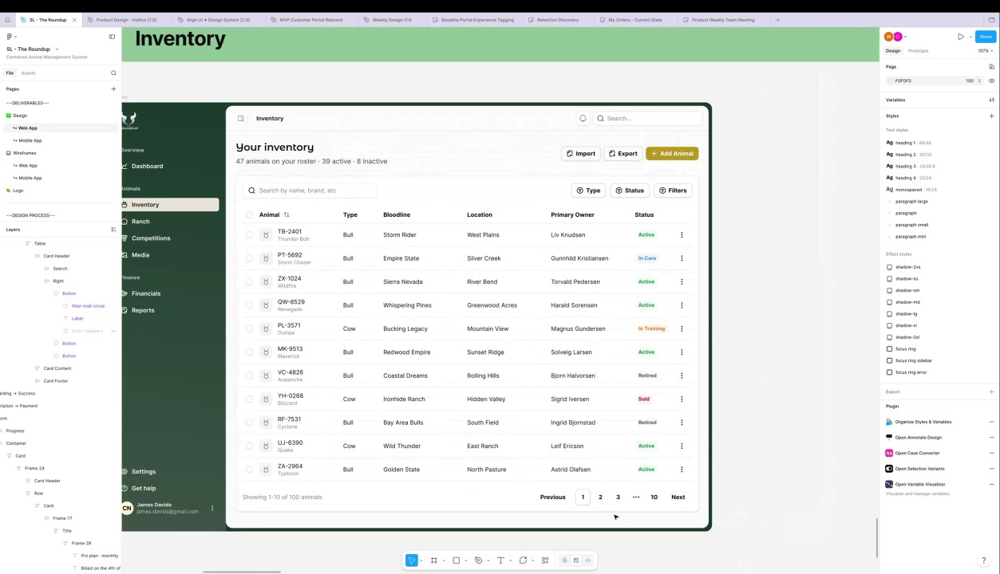 SL - The Roundup
Product Design - Insilico [1.0]
Align UI ✦ Design System [2.0]
MVP Customer Portal Rebrand
Weekly Design Crit
Baseline Portal Experience Tagging
Retention Discovery
My Orders - Current State
Product Weekly Team Meeting
SL - The Roundup
Contained Animal Management System
File
Assets
Pages
---DELIVERABLES---
Design
Web App
Mobile App
Wireframes
Web App
Mobile App
Logo
---DESIGN PROCESS---
Layers
Table
Card Header
Search
Right
Button
filter-mail-circle
Label
Button
Button
Card Content
Card Footer
arding → Success
ription → Payment
orm
Progress
Container
Card
Frame 24
Card Header
Row
Card
Frame 77
Title
Frame 28
Pro plan · monthly
Billed on the 4th of
Inventory
Overview
Dashboard
Animals
Inventory
Ranch
Competitions
Media
Finance
Financials
Reports
Settings
Get help
CN
James Davids
james.davids@gmail.com
Inventory
Search...
Your inventory
47 animals on your roster · 39 active · 8 inactive
Import
Export
Add Animal
Search by name, brand, etc
Type
Status
Filters
Animal Type Bloodline Location Primary Owner Status
TB-2401 Bull Storm Rider West Plains Liv Knudsen Active
Thunder Bolt
PT-5692 Bull Empire State Silver Creek Gunnhild Kristiansen In Care
Storm Chaser
ZX-1024 Bull Sierra Nevada River Bend Torvald Pedersen Active
Wildfire
QW-8529 Bull Whispering Pines Greenwood Acres Harald Sorensen Active
Renegade
PL-3571 Cow Bucking Legacy Mountain View Magnus Gundersen In Training
Outlaw
MK-9513 Bull Redwood Empire Sunset Ridge Solveig Larsen Active
Maverick
VC-4826 Bull Coastal Dreams Rolling Hills Bjorn Halvorsen Retired
Avalanche
YH-0268 Cow Ironhide Ranch Hidden Valley Sigrid Iversen Sold
Blizzard
RF-7531 Bull Bay Area Bulls South Field Ingrid Bjornstad Retired
Cyclone
UJ-6390 Cow Wild Thunder East Ranch Leif Ericson Active
Quake
ZA-2964 Bull Golden State North Pasture Astrid Olafsen Active
Typhoon
Showing 1-10 of 100 animals
Previous 1 2 3 ··· 10 Next
W
C
Share
Design
Prototype
107%
Page
F0F0F0 100 %
Variables
Styles
Text styles
Ag heading 1 · 48/48
Ag heading 2 · 30/30
Ag heading 3 · 24/28.8
Ag heading 4 · 20/24
Ag monospaced · 16/24
paragraph large
paragraph
paragraph small
paragraph mini
Effect styles
shadow-2xs
shadow-xs
shadow-sm
shadow-md
shadow-lg
shadow-xl
shadow-2xl
focus ring
focus ring sidebar
focus ring error
Export
Plugin
Organize Styles & Variables
Open Annotate Design
Aa Open Case Converter
Open Selection Variants
Open Variable Visualizer
Visualize and manage variables
?